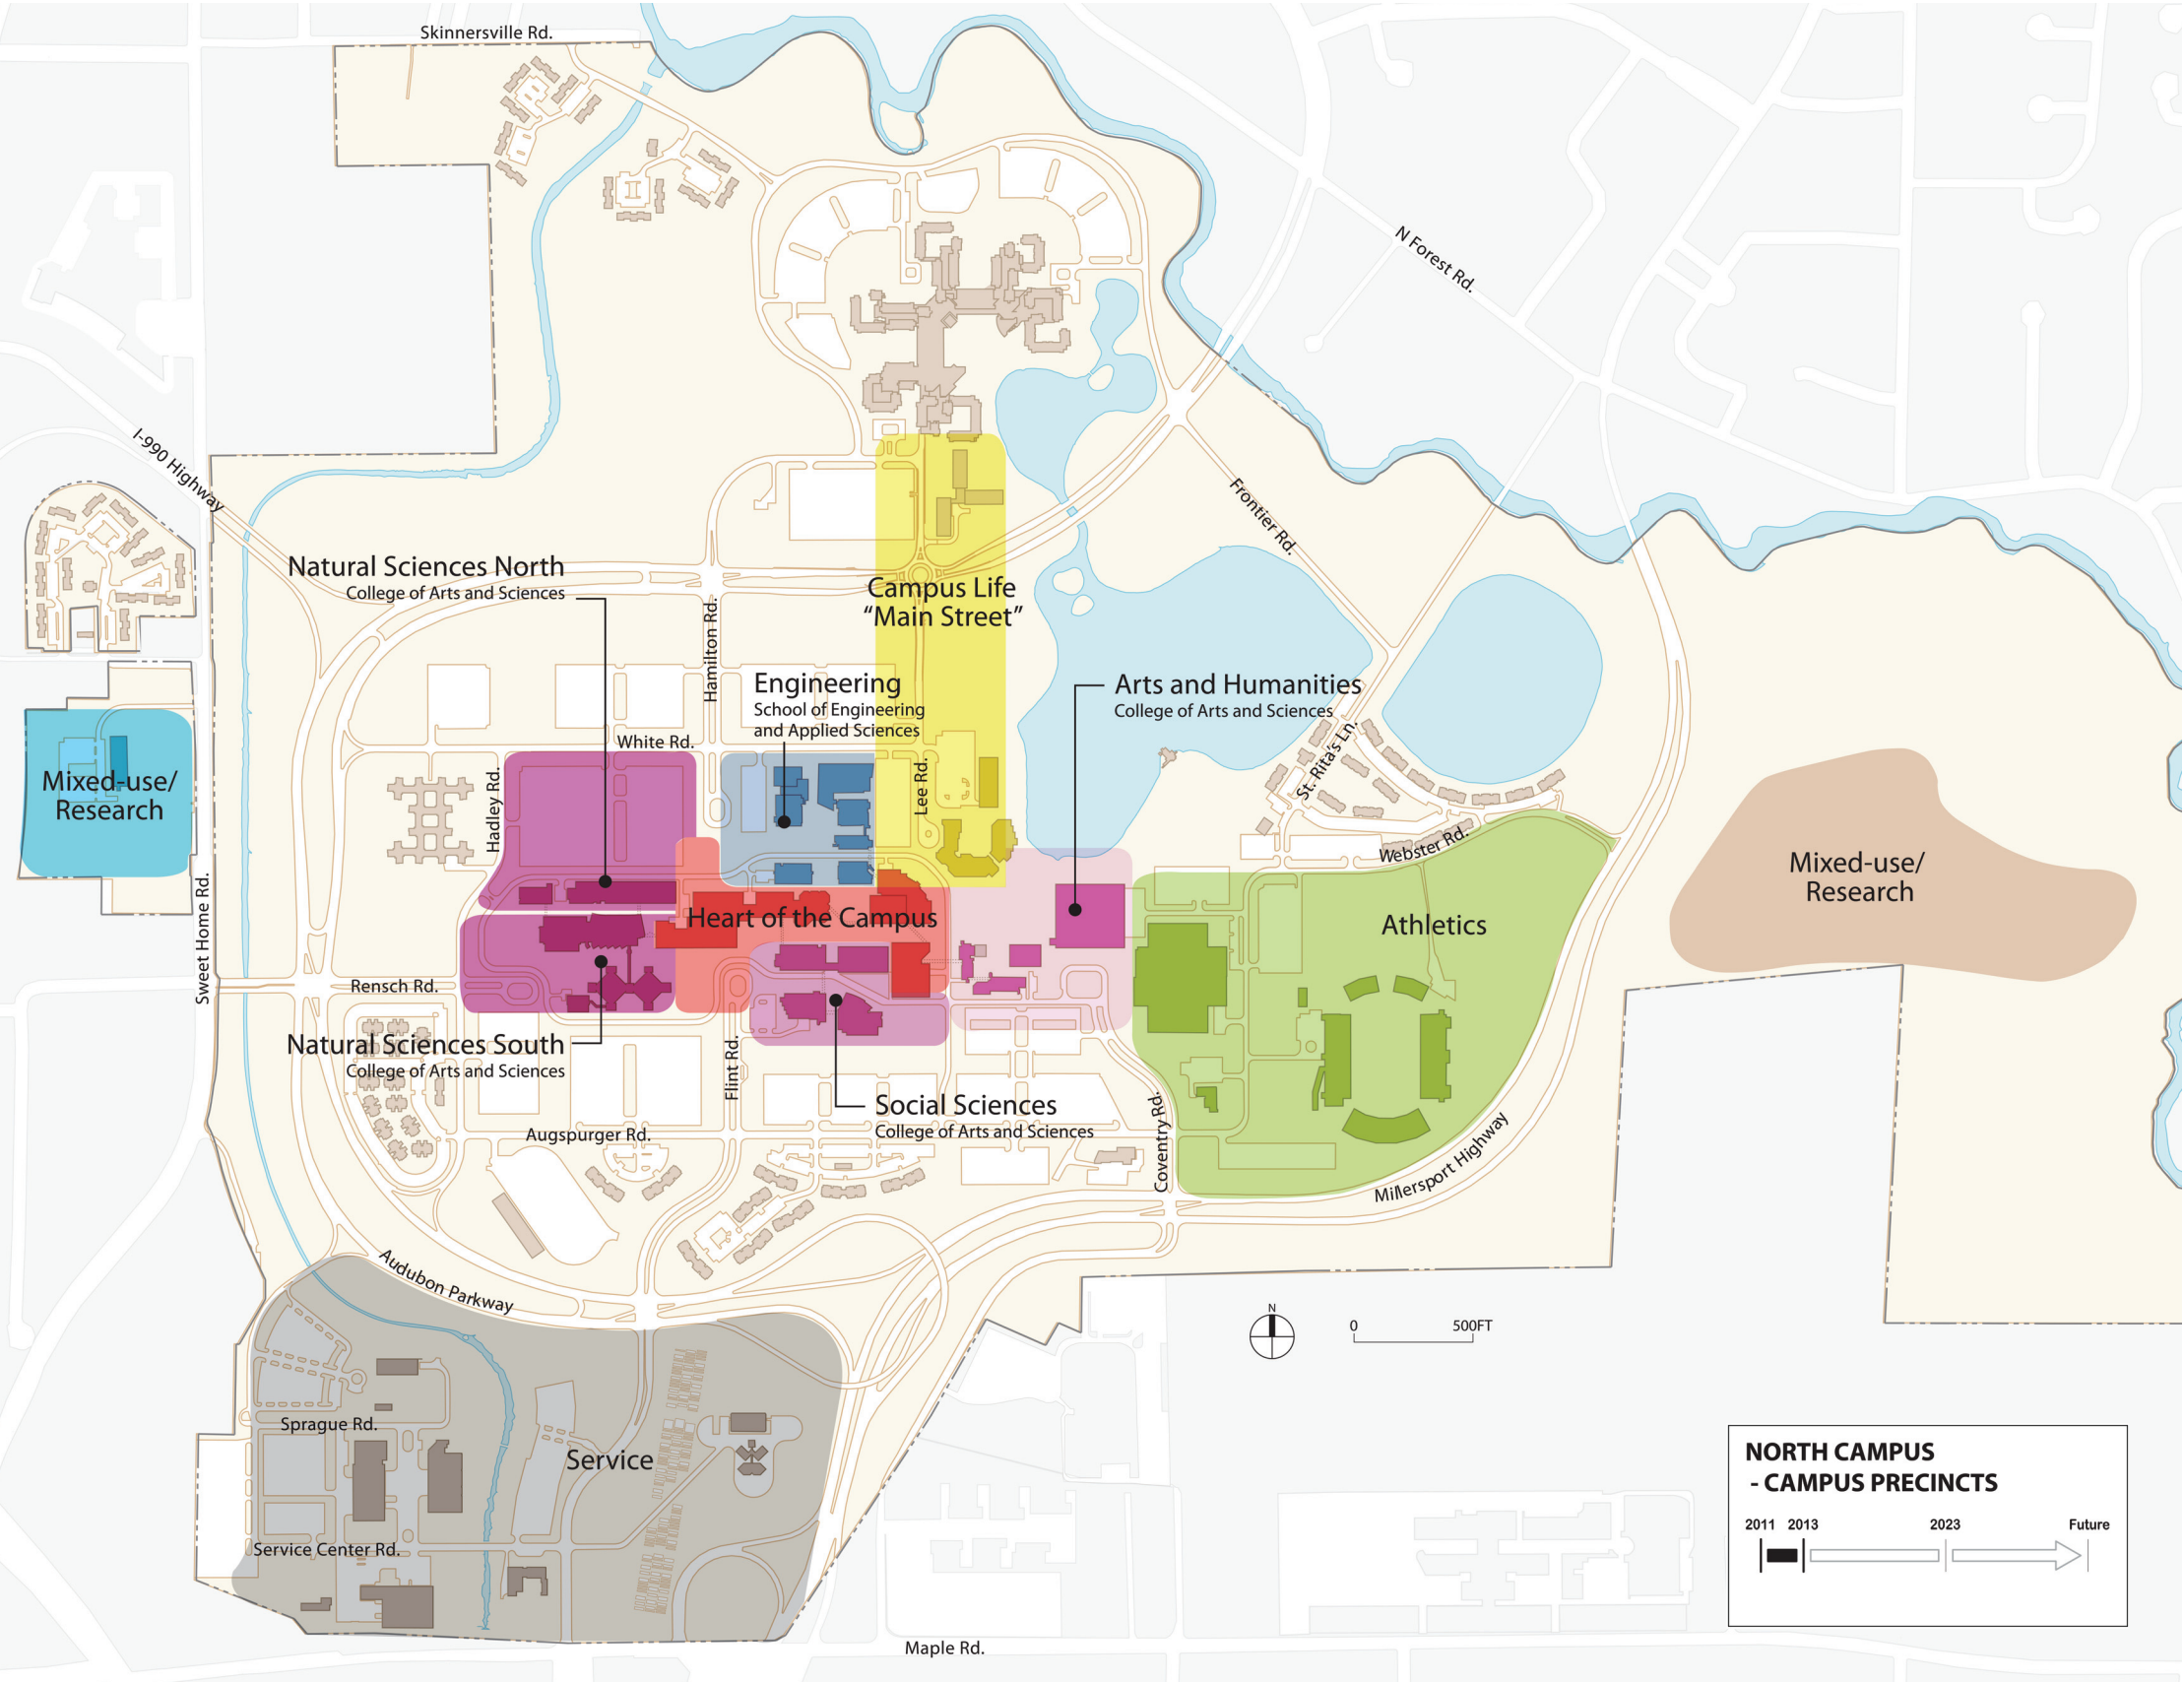 Skinnersville Rd.
N Forest Rd.
I-990 Highway
Frontier Rd.
Natural Sciences North
College of Arts and Sciences
Campus Life
“Main Street”
Hamilton Rd.
Engineering
School of Engineering
and Applied Sciences
Arts and Humanities
College of Arts and Sciences
White Rd.
St. Rita’s Ln.
Mixed-use/
Research
Hadley Rd.
Lee Rd.
Webster Rd.
Mixed-use/
Research
Sweet Home Rd.
Heart of the Campus
Athletics
Rensch Rd.
Natural Sciences South
College of Arts and Sciences
Flint Rd.
Social Sciences
College of Arts and Sciences
Augspurger Rd.
Coventry Rd.
Millersport Highway
Audubon Parkway
N
0 500FT
Sprague Rd.
Service
Service Center Rd.
Maple Rd.
NORTH CAMPUS
- CAMPUS PRECINCTS
2011 2013 2023 Future